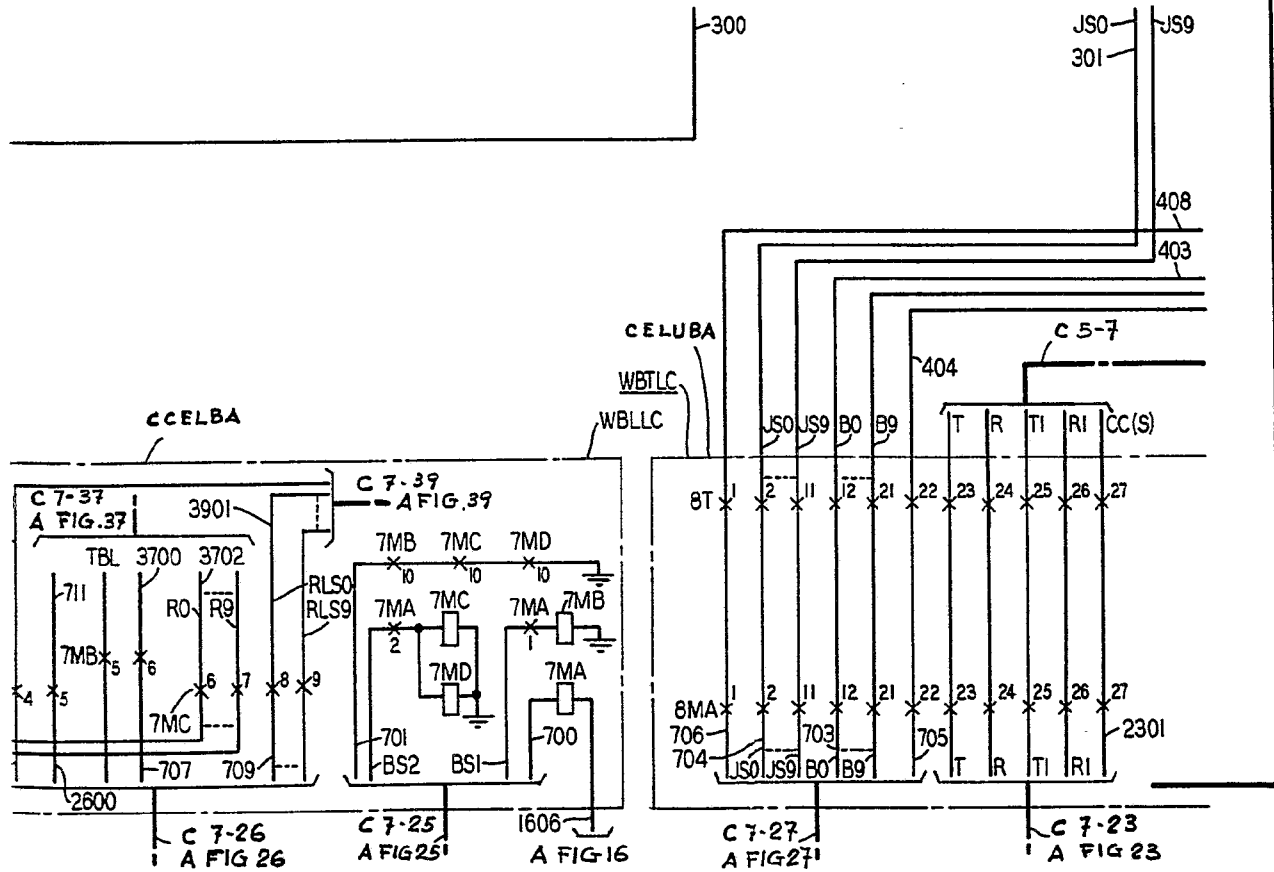 300
JS0 JS9
301
408
403
CELUBA
C 5-7
404
WBTLC
WBLLC
CCELBA
JS0 JS9 B0 B9 T R T1 R1 CC(S)
C 7-37
A FIG.37
3901
C 7-39
A FIG.39
8T 1 2 11 12 21 22 23 24 25 26 27
7MB 7MC 7MD
10 10 10
TBL 3700 3702
711
R0 R9
RLS0
RLS9
7MA 7MC 7MA 7MB
2 1
7MB 5 6
7MD 7MA
4 5 6 7 8 9
7MC
8MA 1 2 11 12 21 22 23 24 25 26 27
706
704
703
705
2301
701 700
BS2 BS1
707 709
2600
JS0 JS9 B0 B9 T R T1 R1
1606
C 7-26
A FIG 26
C 7-25
A FIG 25
A FIG 16
C 7-27
A FIG 27
C 7-23
A FIG 23